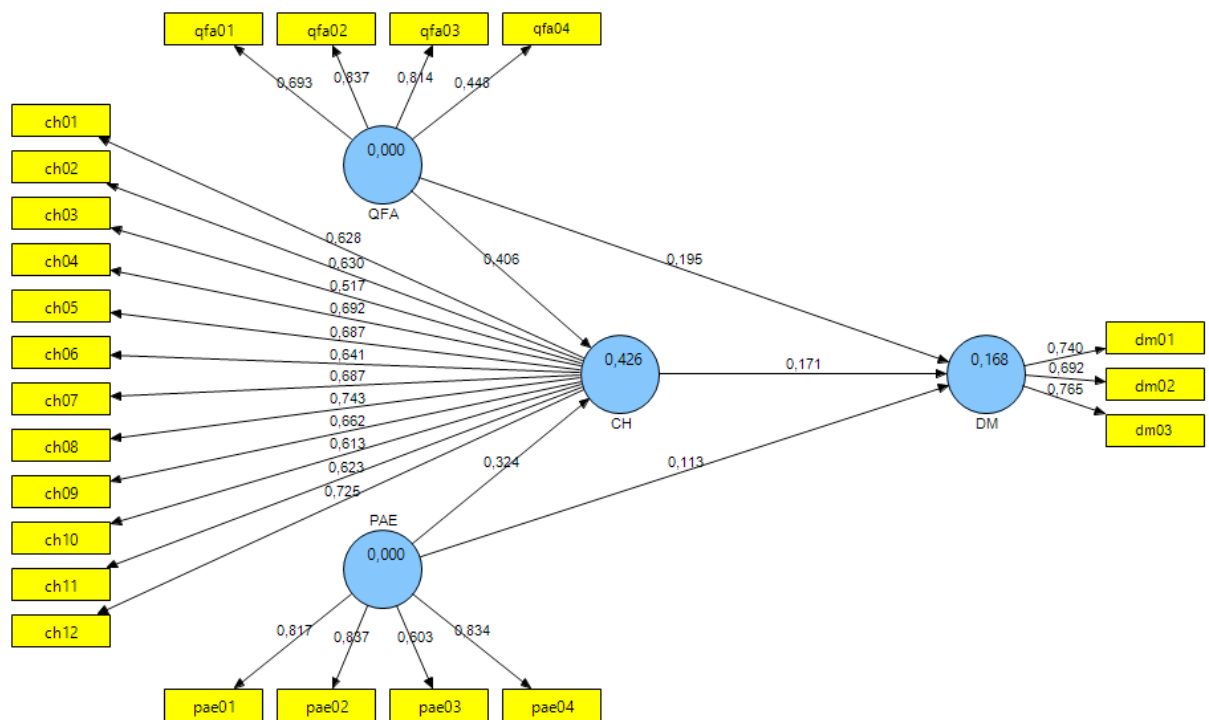 qfa01 qfa02 qfa03 qfa04
0,693 0,837 0,814 0,448
0,000
QFA
ch01
ch02
ch03
ch04
ch05
ch06
ch07
ch08
ch09
ch10
ch11
ch12
0,628
0,630
0,517
0,692
0,687
0,641
0,687
0,743
0,662
0,613
0,623
0,725
0,406
0,195
0,426
CH
0,171
0,324
0,113
0,168
DM
0,740
0,692
0,765
dm01
dm02
dm03
PAE
0,000
0,817 0,837 0,603 0,834
pae01 pae02 pae03 pae04